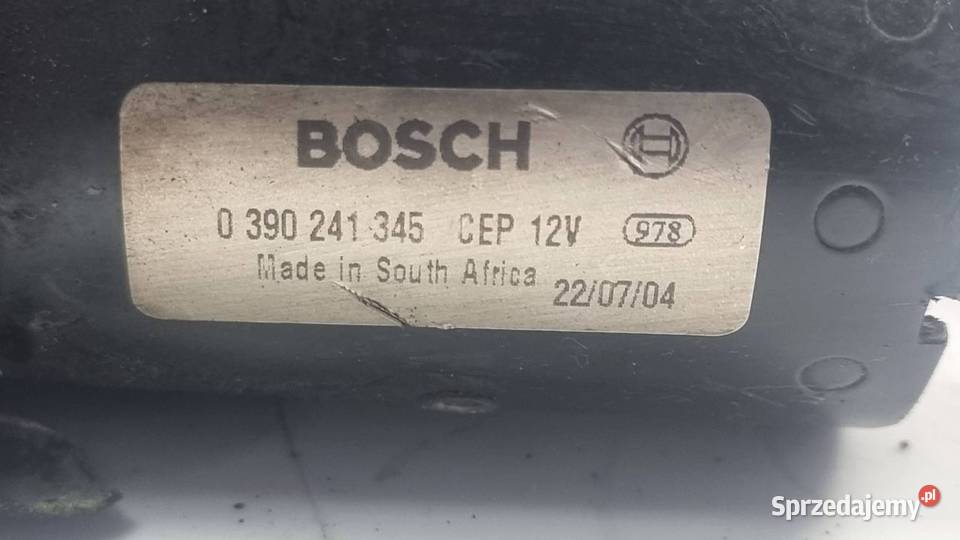 BOSCH
0 390 241 345 CEP 12V 978
Made in South Africa 22/07/04
Sprzedajemy.pl